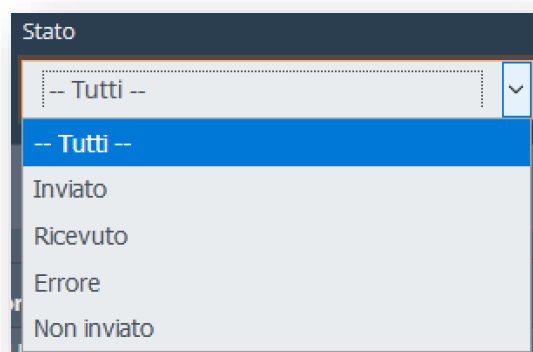 Stato
-- Tutti --
-- Tutti --
Inviato
Ricevuto
Errore
Non inviato